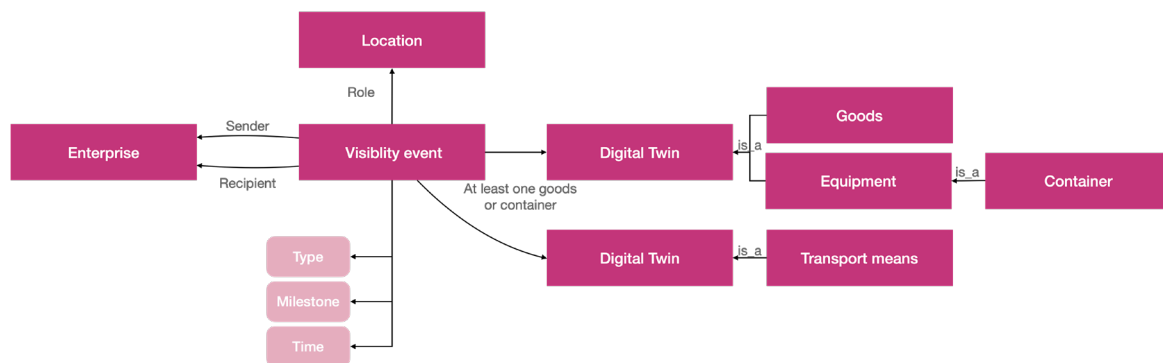 Location
Role
Sender
Enterprise
Visiblity event
Recipient
Digital Twin
is_a
Goods
Equipment
is_a
Container
At least one goods
or container
Digital Twin
is_a
Transport means
Type
Milestone
Time